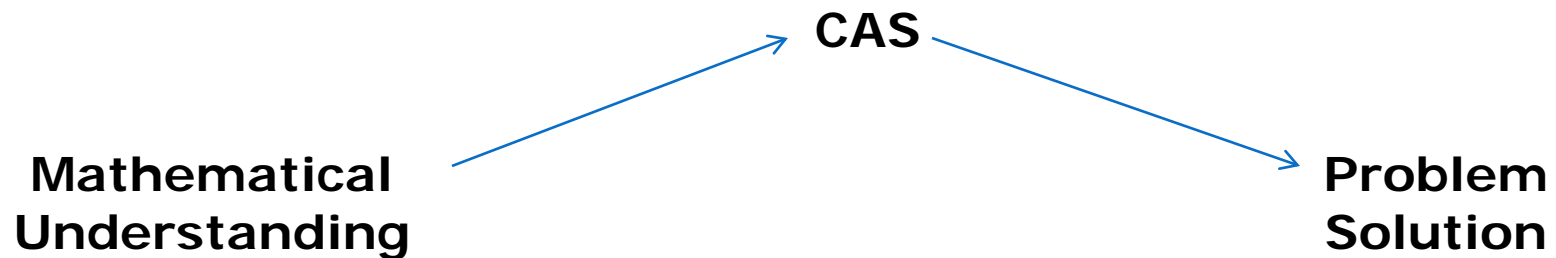 CAS
Mathematical
Understanding
Problem
Solution